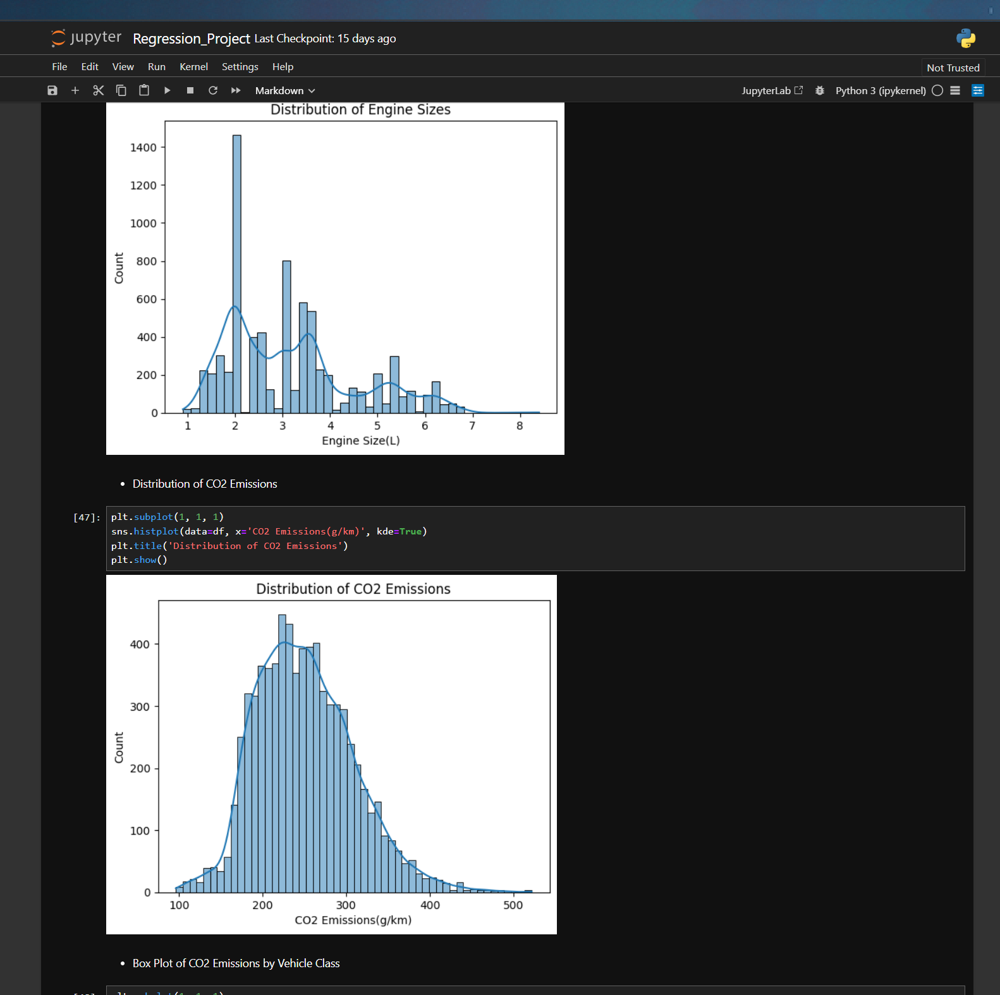 jupyter Regression_Project Last Checkpoint: 15 days ago
File Edit View Run Kernel Settings Help
Not Trusted
Markdown
JupyterLab Python 3 (ipykernel)
Distribution of Engine Sizes
1400
1200
1000
800
600
400
200
0
Count
1 2 3 4 5 6 7 8
Engine Size(L)
• Distribution of CO2 Emissions
[47]:
plt.subplot(1, 1, 1)
sns.histplot(data=df, x='CO2 Emissions(g/km)', kde=True)
plt.title('Distribution of CO2 Emissions')
plt.show()
Distribution of CO2 Emissions
400
300
200
100
0
Count
100 200 300 400 500
CO2 Emissions(g/km)
• Box Plot of CO2 Emissions by Vehicle Class